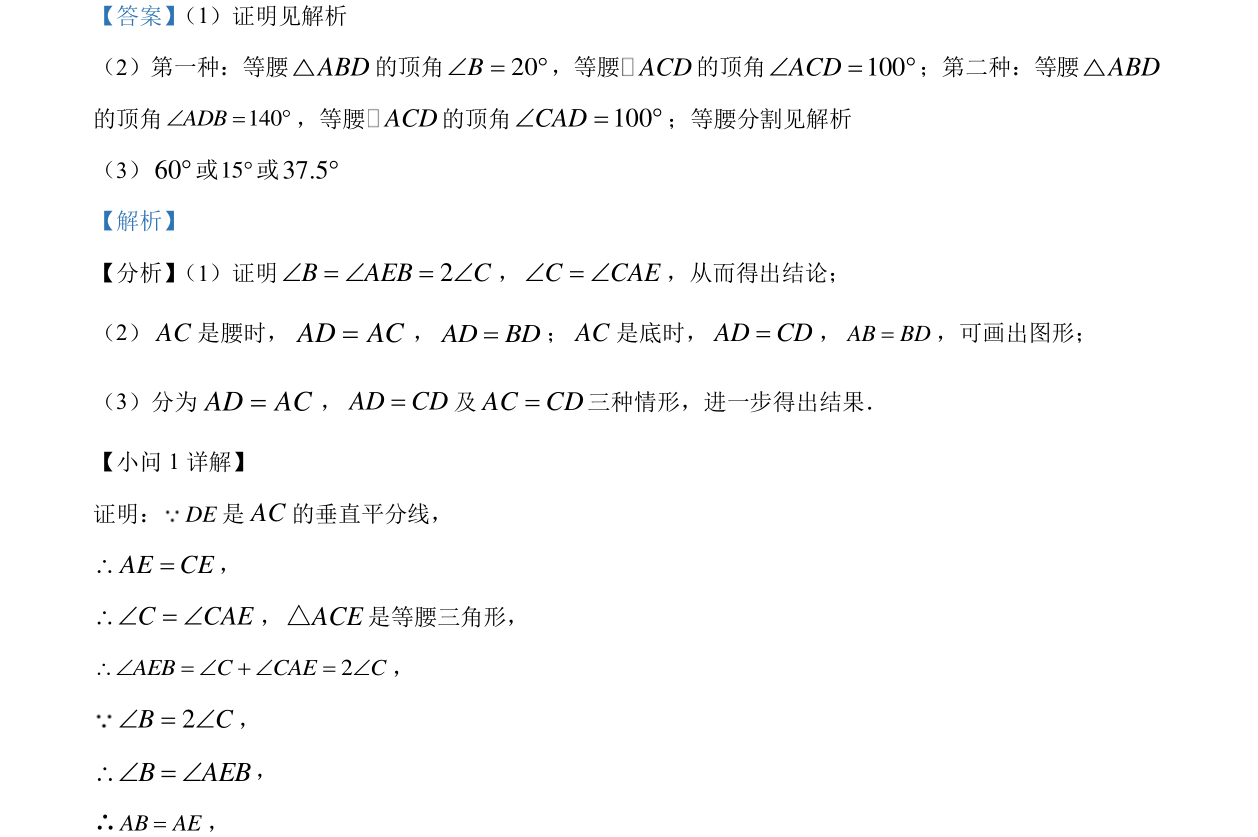 【答案】（1）证明见解析
（2）第一种：等腰△ABD的顶角∠B=20°，等腰□ACD的顶角∠ACD=100°；第二种：等腰△ABD
的顶角∠ADB=140°，等腰□ACD的顶角∠CAD=100°；等腰分割见解析
（3）60°或15°或37.5°
【解析】
【分析】（1）证明∠B=∠AEB=2∠C，∠C=∠CAE，从而得出结论；
（2）AC是腰时，AD=AC，AD=BD；AC是底时，AD=CD，AB=BD，可画出图形；
（3）分为AD=AC，AD=CD及AC=CD三种情形，进一步得出结果．
【小问1详解】
证明：∵DE是AC的垂直平分线，
∴AE=CE，
∴∠C=∠CAE，△ACE是等腰三角形，
∴∠AEB=∠C+∠CAE=2∠C，
∵∠B=2∠C，
∴∠B=∠AEB，
∴AB=AE，